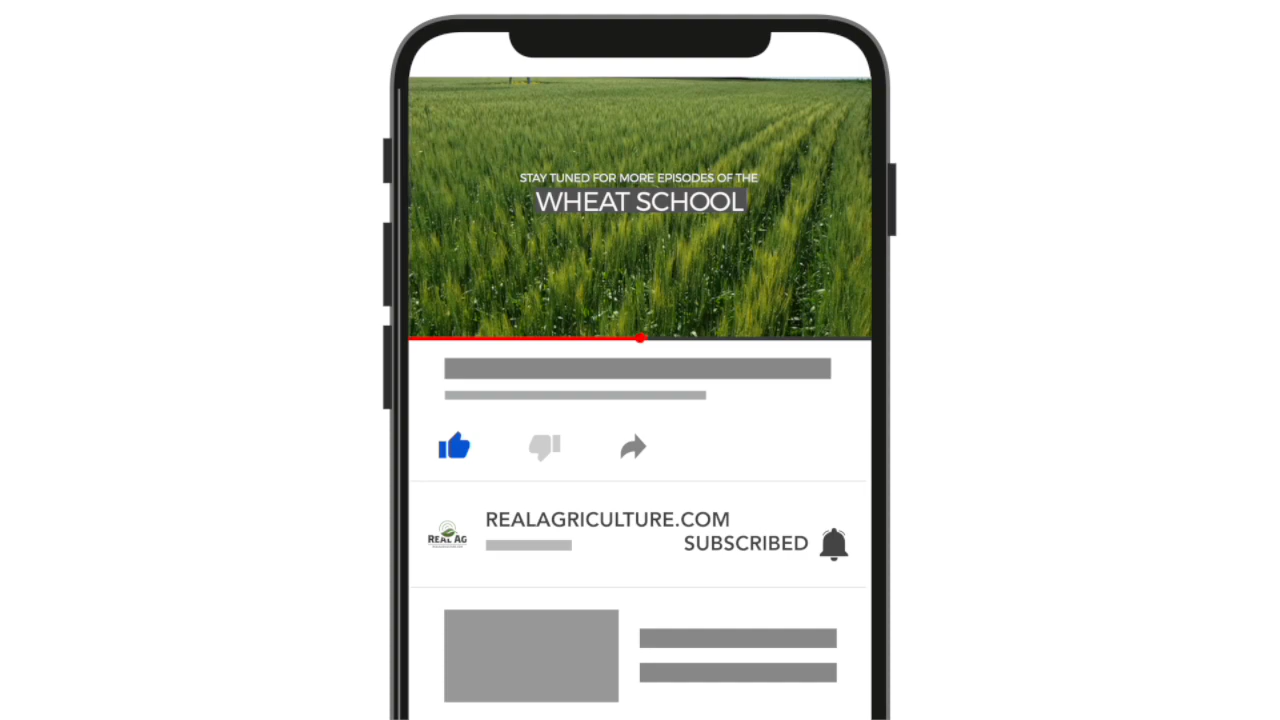 STAY TUNED FOR MORE EPISODES OF THE
WHEAT SCHOOL
REALAGRICULTURE.COM
REAL AG
SUBSCRIBED